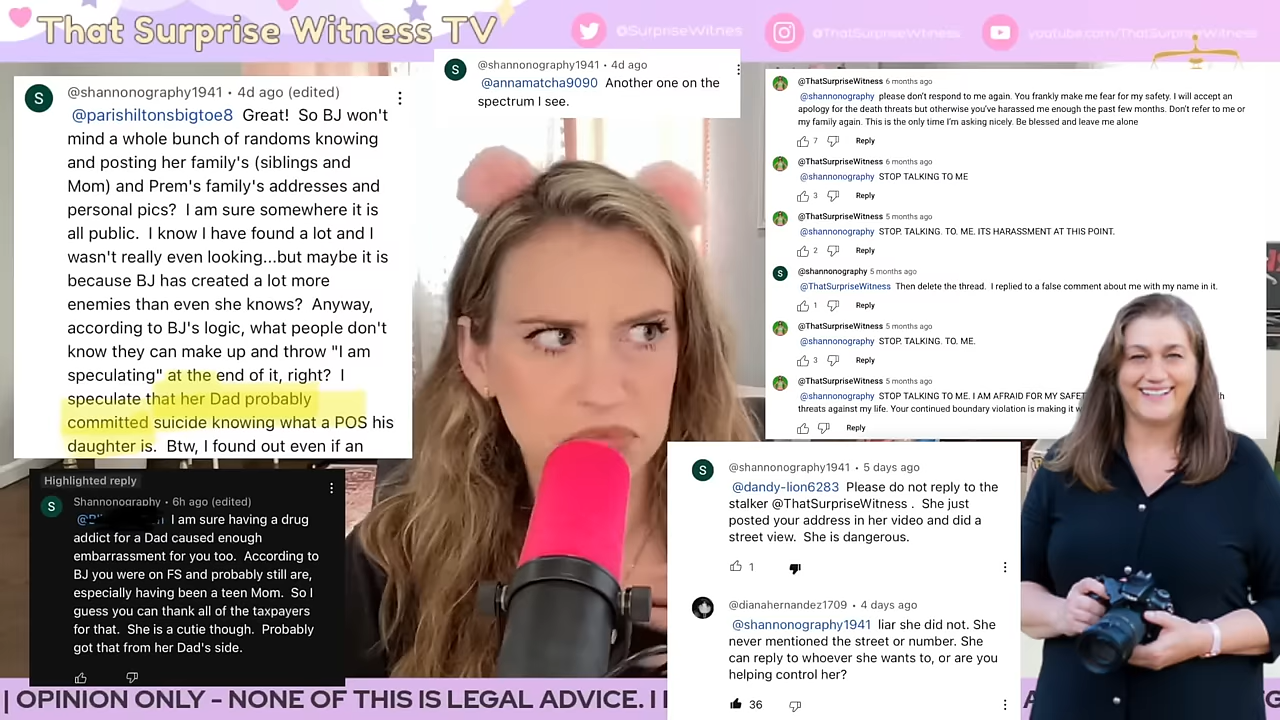 That Surprise Witness TV
@SurpriseWitnes
@ThatSurpriseWitness
youtube.com/ThatSurpriseWitness
S
@shannonography1941 • 4d ago (edited)
@parishiltonsbigtoe8 Great! So BJ won't
mind a whole bunch of randoms knowing
and posting her family's (siblings and
Mom) and Prem's family's addresses and
personal pics? I am sure somewhere it is
all public. I know I have found a lot and I
wasn't really even looking...but maybe it is
because BJ has created a lot more
enemies than even she knows? Anyway,
according to BJ's logic, what people don't
know they can make up and throw "I am
speculating" at the end of it, right? I
speculate that her Dad probably
committed suicide knowing what a POS his
daughter is. Btw, I found out even if an
S
@shannonography1941 • 4d ago
@annamatcha9090 Another one on the
spectrum I see.
@ThatSurpriseWitness 6 months ago
@shannonography please don't respond to me again. You frankly make me fear for my safety. I will accept an
apology for the death threats but otherwise you've harassed me enough the past few months. Don't refer to me or
my family again. This is the only time I'm asking nicely. Be blessed and leave me alone
7 Reply
@ThatSurpriseWitness 6 months ago
@shannonography STOP TALKING TO ME
3 Reply
@ThatSurpriseWitness 5 months ago
@shannonography STOP. TALKING. TO. ME. ITS HARASSMENT AT THIS POINT.
2 Reply
S
@shannonography 5 months ago
@ThatSurpriseWitness Then delete the thread. I replied to a false comment about me with my name in it.
1 Reply
@ThatSurpriseWitness 5 months ago
@shannonography STOP. TALKING. TO. ME.
3 Reply
@ThatSurpriseWitness 5 months ago
@shannonography STOP TALKING TO ME. I AM AFRAID FOR MY SAFET
threats against my life. Your continued boundary violation is making it w
Reply
Highlighted reply
S
Shannonography • 6h ago (edited)
I am sure having a drug
addict for a Dad caused enough
embarrassment for you too. According to
BJ you were on FS and probably still are,
especially having been a teen Mom. So I
guess you can thank all of the taxpayers
for that. She is a cutie though. Probably
got that from her Dad's side.
S
@shannonography1941 • 5 days ago
@dandy-lion6283 Please do not reply to the
stalker @ThatSurpriseWitness . She just
posted your address in her video and did a
street view. She is dangerous.
1
@dianahernandez1709 • 4 days ago
@shannonography1941 liar she did not. She
never mentioned the street or number. She
can reply to whoever she wants to, or are you
helping control her?
36
| OPINION ONLY - NONE OF THIS IS LEGAL ADVICE. I